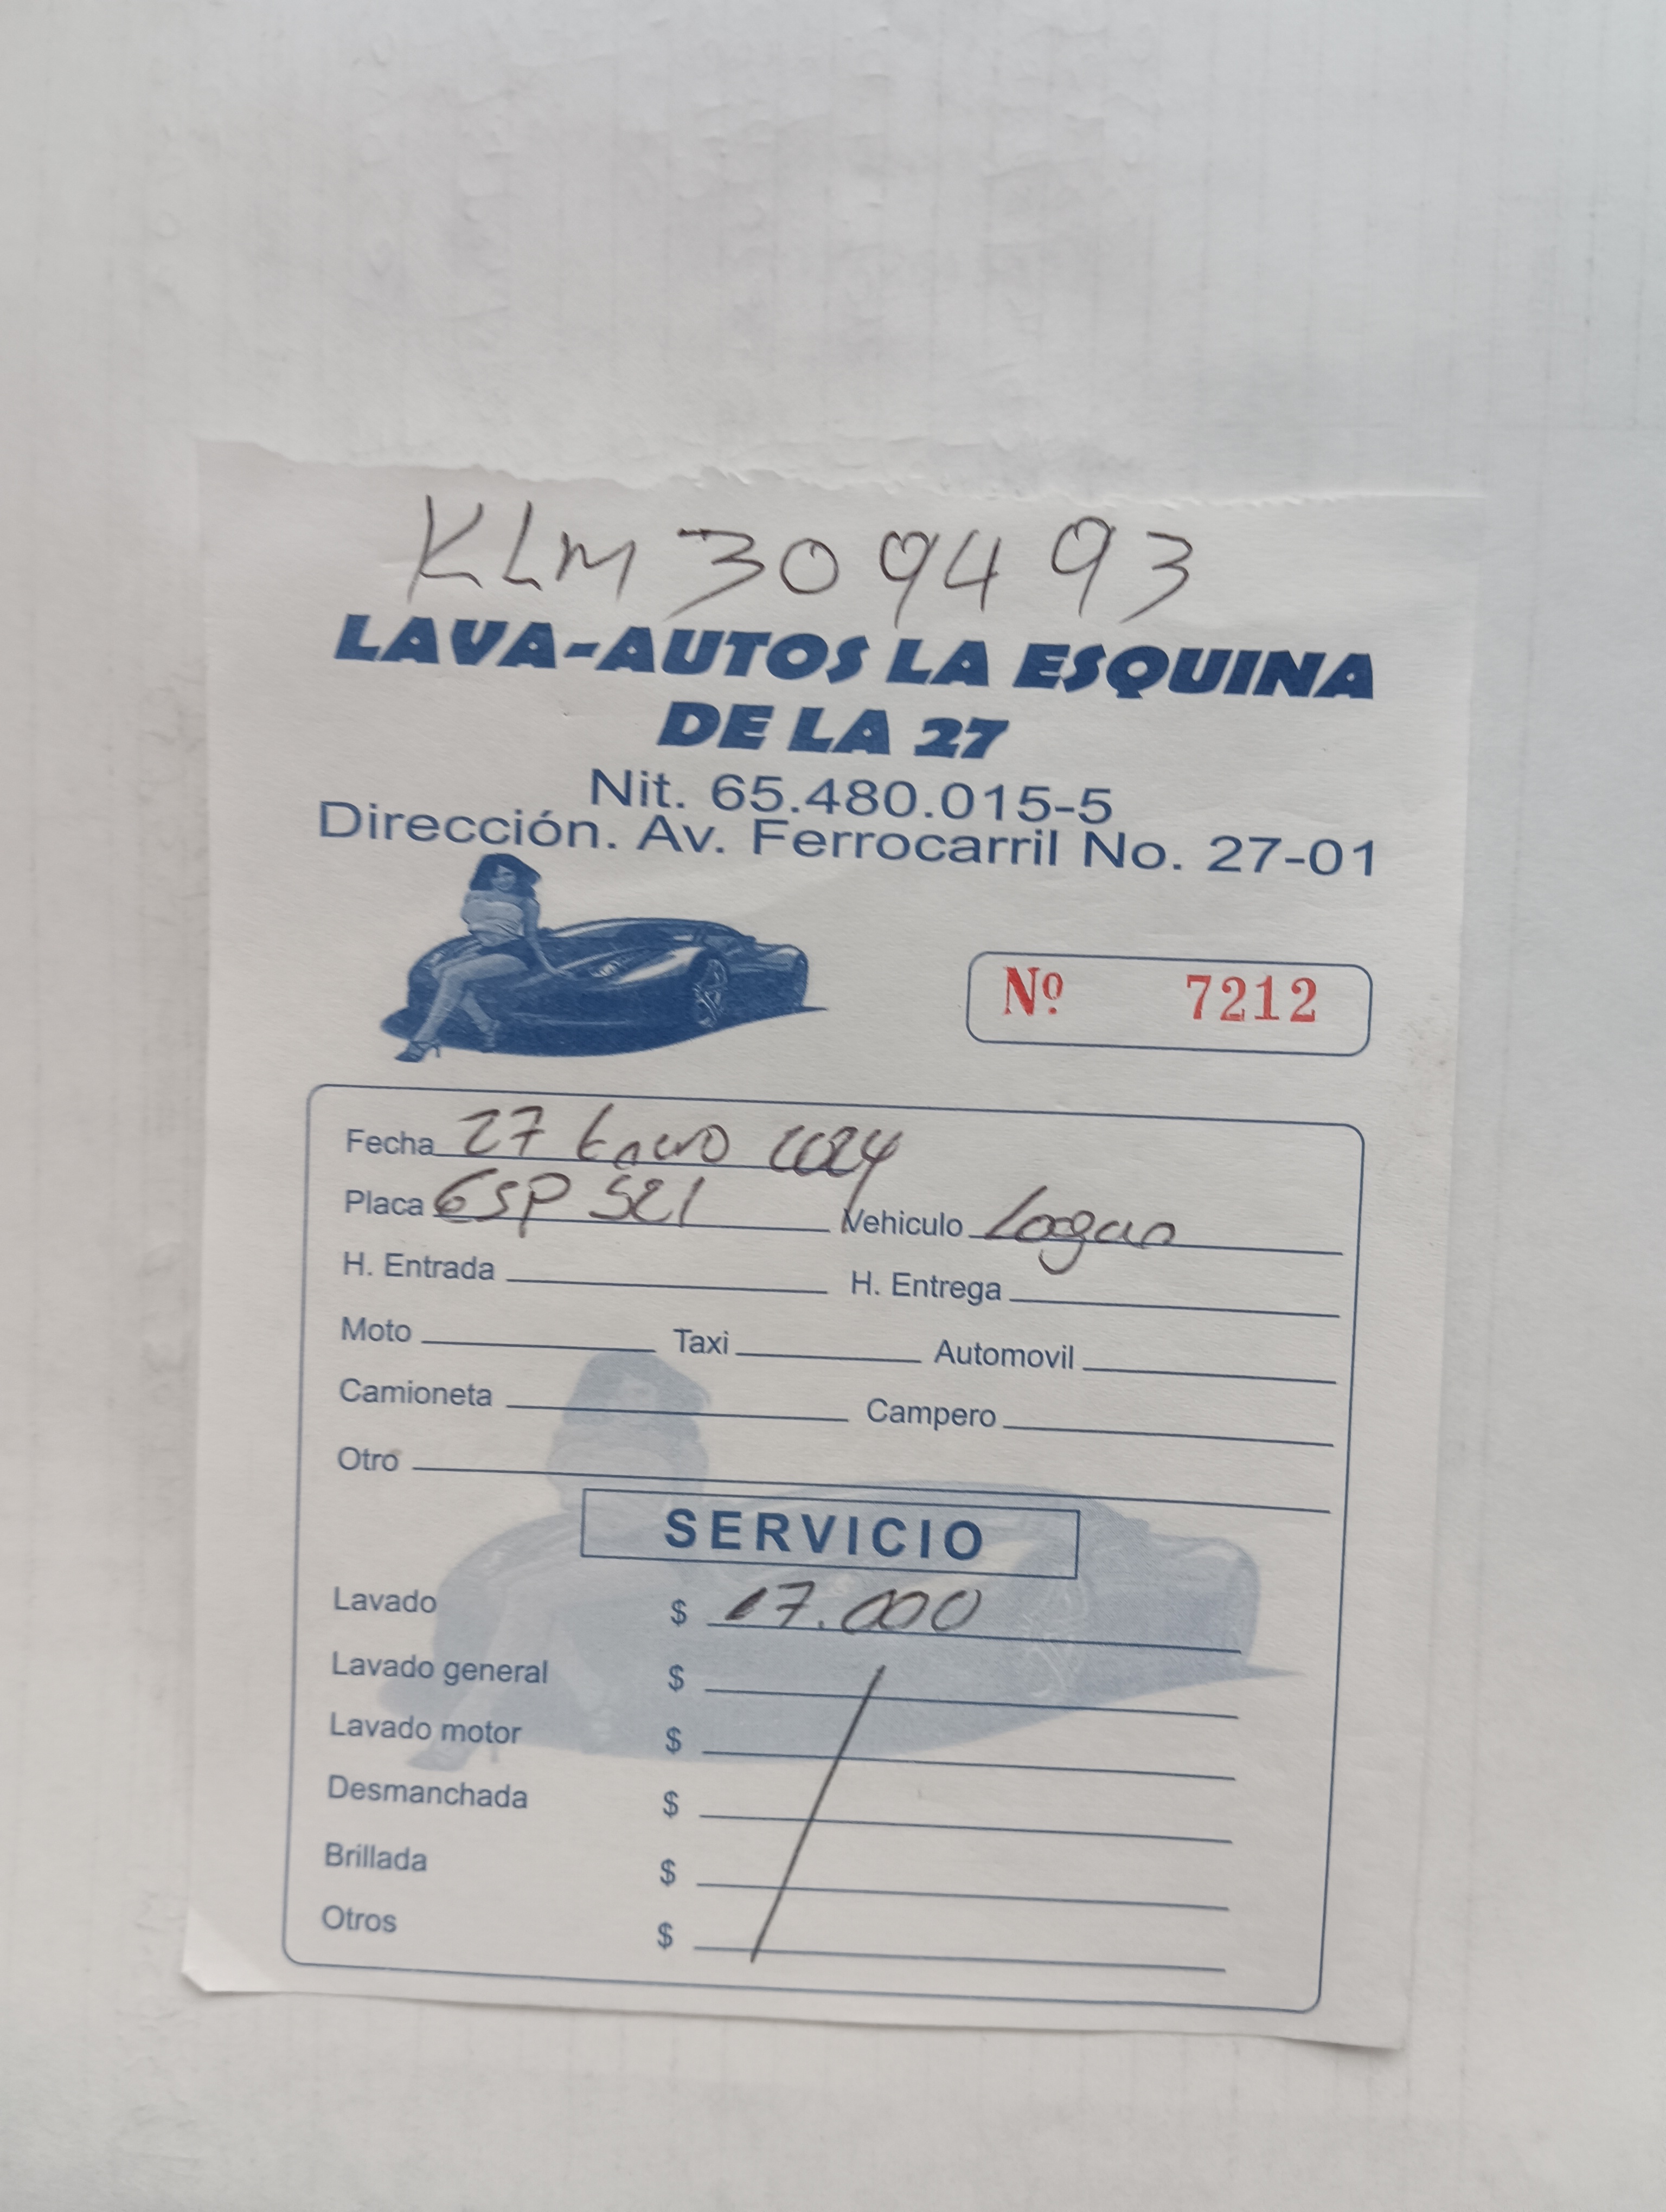 KLM 309493
LAVA-AUTOS LA ESQUINA
DE LA 27
Nit. 65.480.015-5
Dirección. Av. Ferrocarril No. 27-01
Nº 7212
Fecha 27 Enero 2024
Placa ESP 521 Vehiculo Logan
H. Entrada H. Entrega
Moto Taxi Automovil
Camioneta Campero
Otro
SERVICIO
Lavado $ 17.000
Lavado general $
Lavado motor $
Desmanchada $
Brillada $
Otros $